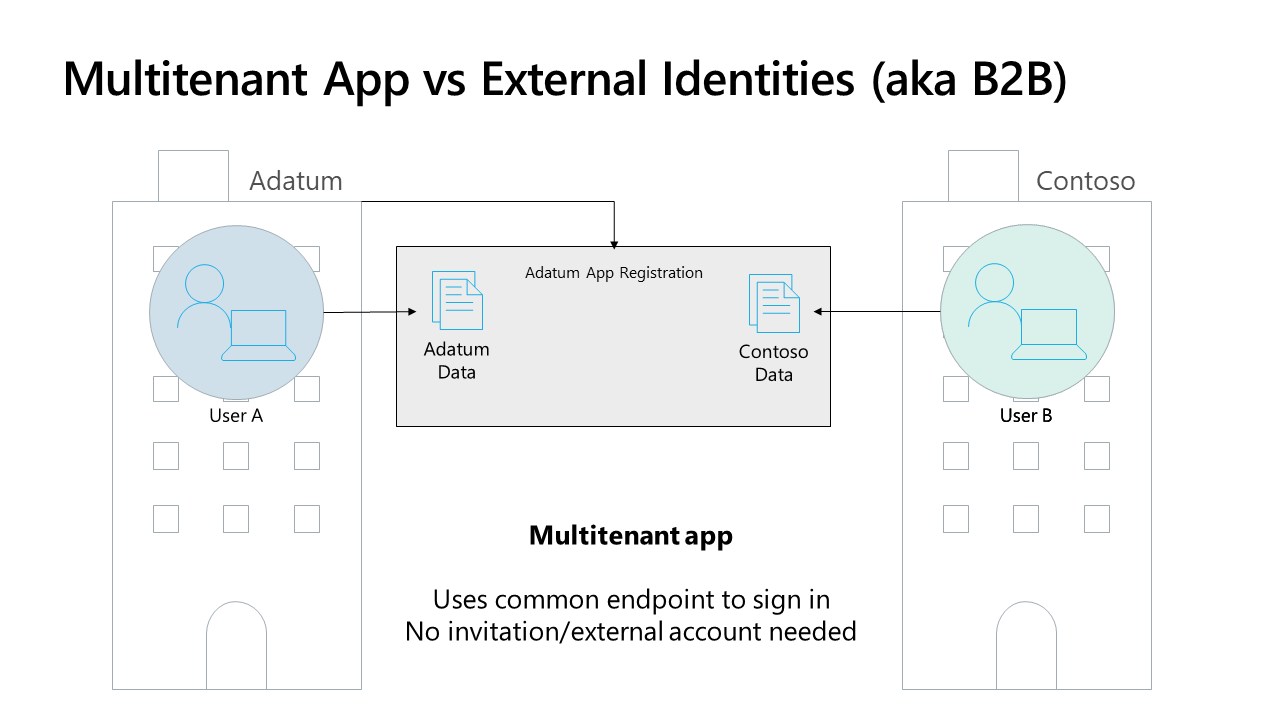 Multitenant App vs External Identities (aka B2B)
Adatum
Contoso
Adatum App Registration
Adatum
Data
Contoso
Data
User A
User B
Multitenant app
Uses common endpoint to sign in
No invitation/external account needed